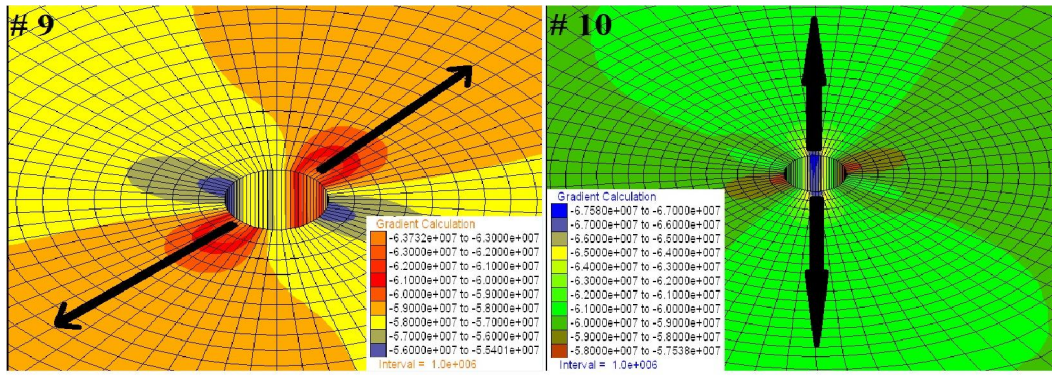 # 9
Gradient Calculation
-6.3732e+007 to -6.3000e+007
-6.3000e+007 to -6.2000e+007
-6.2000e+007 to -6.1000e+007
-6.1000e+007 to -6.0000e+007
-6.0000e+007 to -5.9000e+007
-5.9000e+007 to -5.8000e+007
-5.8000e+007 to -5.7000e+007
-5.7000e+007 to -5.6000e+007
-5.6000e+007 to -5.5401e+007
Interval = 1.0e+006
# 10
Gradient Calculation
-6.7580e+007 to -6.7000e+007
-6.7000e+007 to -6.6000e+007
-6.6000e+007 to -6.5000e+007
-6.5000e+007 to -6.4000e+007
-6.4000e+007 to -6.3000e+007
-6.3000e+007 to -6.2000e+007
-6.2000e+007 to -6.1000e+007
-6.1000e+007 to -6.0000e+007
-6.0000e+007 to -5.9000e+007
-5.9000e+007 to -5.8000e+007
-5.8000e+007 to -5.7538e+007
Interval = 1.0e+006